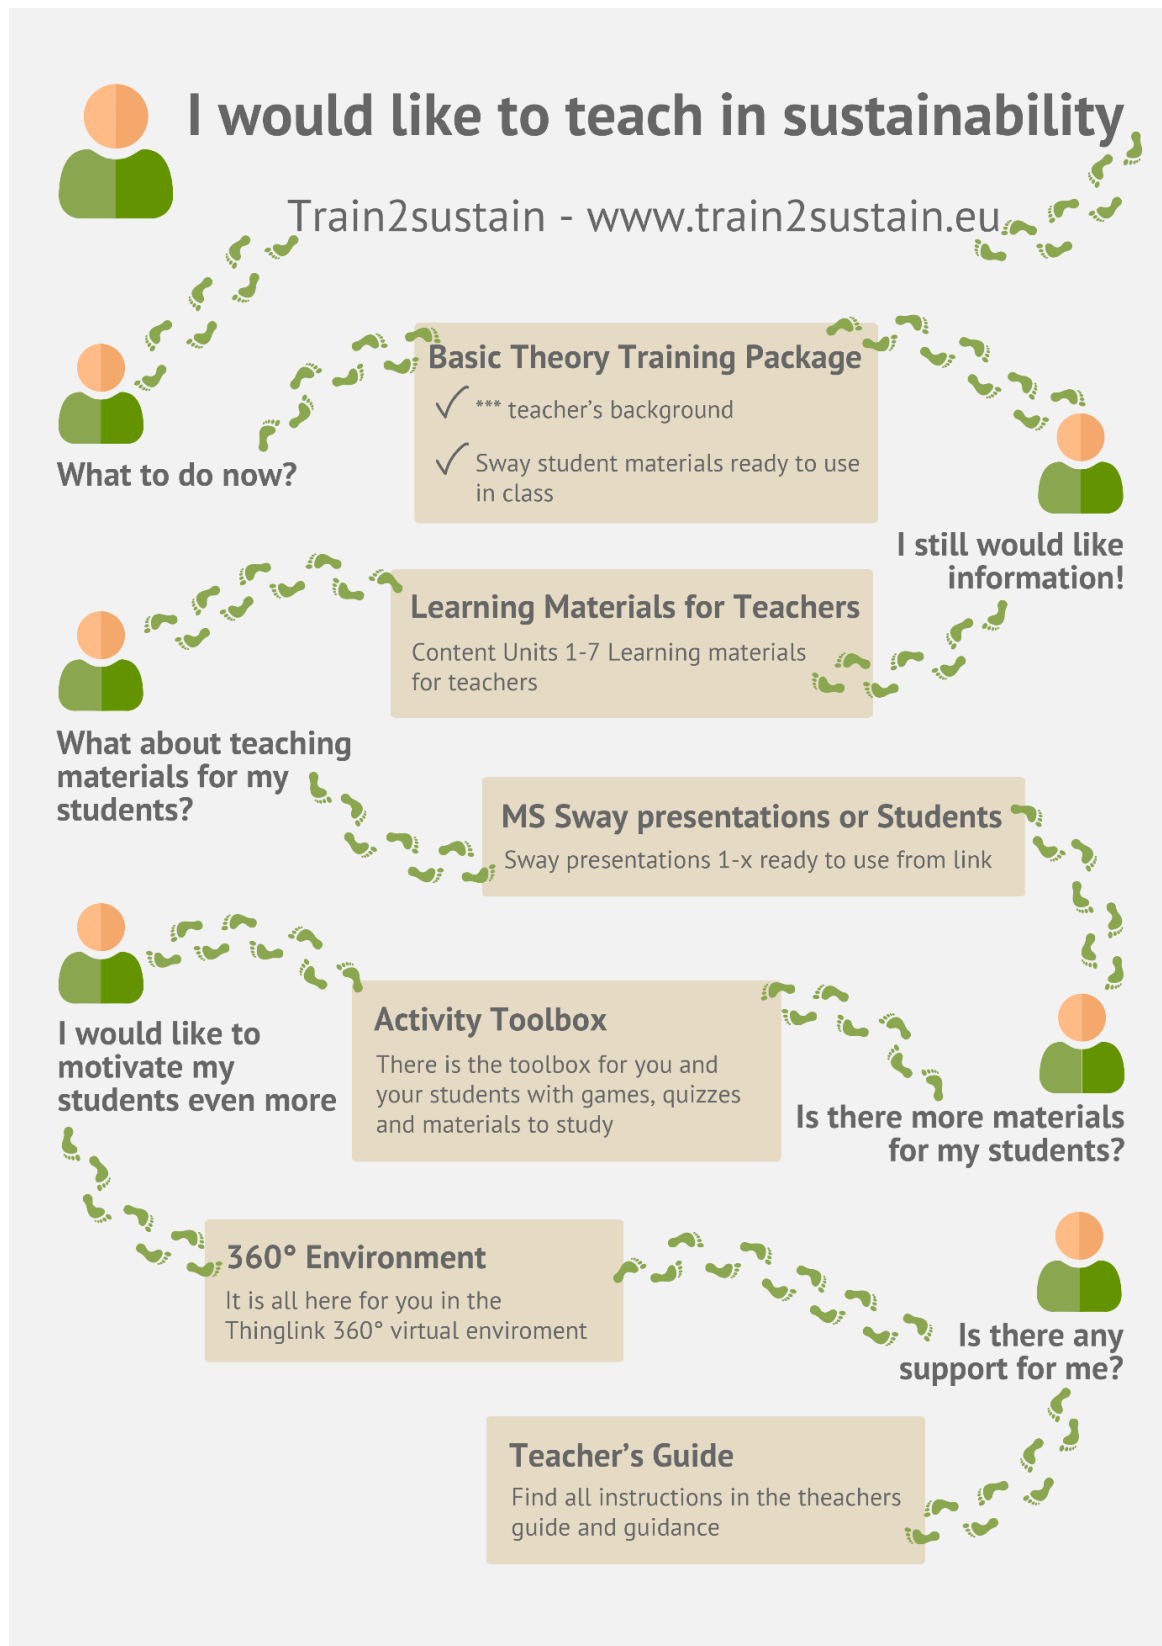 I would like to teach in sustainability
Train2sustain - www.train2sustain.eu
What to do now?
Basic Theory Training Package
*** teacher's background
Sway student materials ready to use
in class
I still would like
information!
Learning Materials for Teachers
Content Units 1-7 Learning materials
for teachers
What about teaching
materials for my
students?
MS Sway presentations or Students
Sway presentations 1-x ready to use from link
Is there more materials
for my students?
Activity Toolbox
There is the toolbox for you and
your students with games, quizzes
and materials to study
I would like to
motivate my
students even more
360° Environment
It is all here for you in the
Thinglink 360° virtual enviroment
Is there any
support for me?
Teacher's Guide
Find all instructions in the theachers
guide and guidance